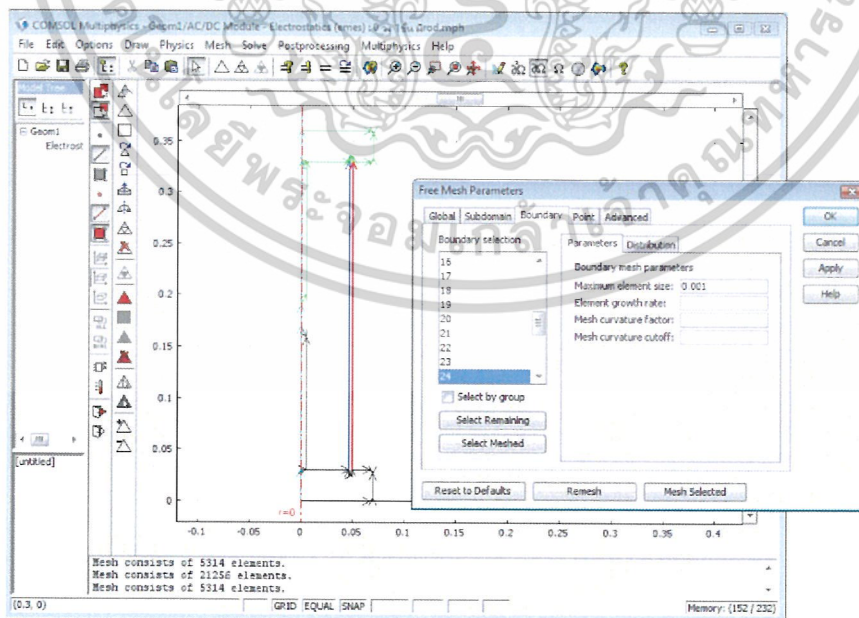 COMSOL Multiphysics - Geom1/AC/DC Module - Electrostatics (emes)
File Edit Options Draw Physics Mesh Solve Postprocessing Multiphysics Help
Model Tree
Geom1
Electrost
[untitled]
0.35
0.3
0.25
0.2
0.15
0.1
0.05
0
r=0
-0.1 -0.05 0 0.05 0.1 0.15 0.2 0.25 0.3 0.35 0.4
Free Mesh Parameters
Global Subdomain Boundary Point Advanced
Boundary selection
16
17
18
19
20
21
22
23
24
Select by group
Select Remaining
Select Meshed
Parameters Distribution
Boundary mesh parameters
Maximum element size: 0.001
Element growth rate:
Mesh curvature factor:
Mesh curvature cutoff:
OK
Cancel
Apply
Help
Reset to Defaults Remesh Mesh Selected
Mesh consists of 5314 elements.
Mesh consists of 21256 elements.
Mesh consists of 5314 elements.
(0.3, 0) GRID EQUAL SNAP Memory: (152 / 232)